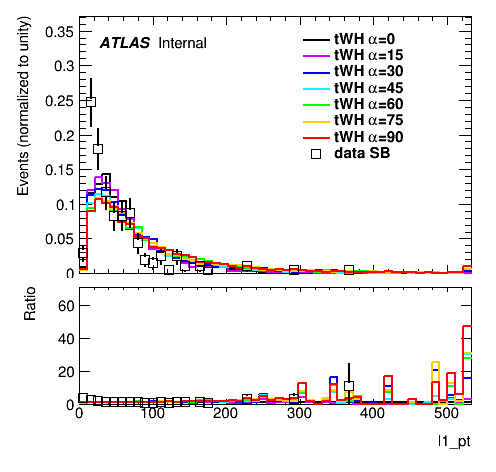 ATLAS Internal
tWH α=0
tWH α=15
tWH α=30
tWH α=45
tWH α=60
tWH α=75
tWH α=90
data SB
Events (normalized to unity)
0.35
0.3
0.25
0.2
0.15
0.1
0.05
0
Ratio
60
40
20
0
0 100 200 300 400 500
l1_pt